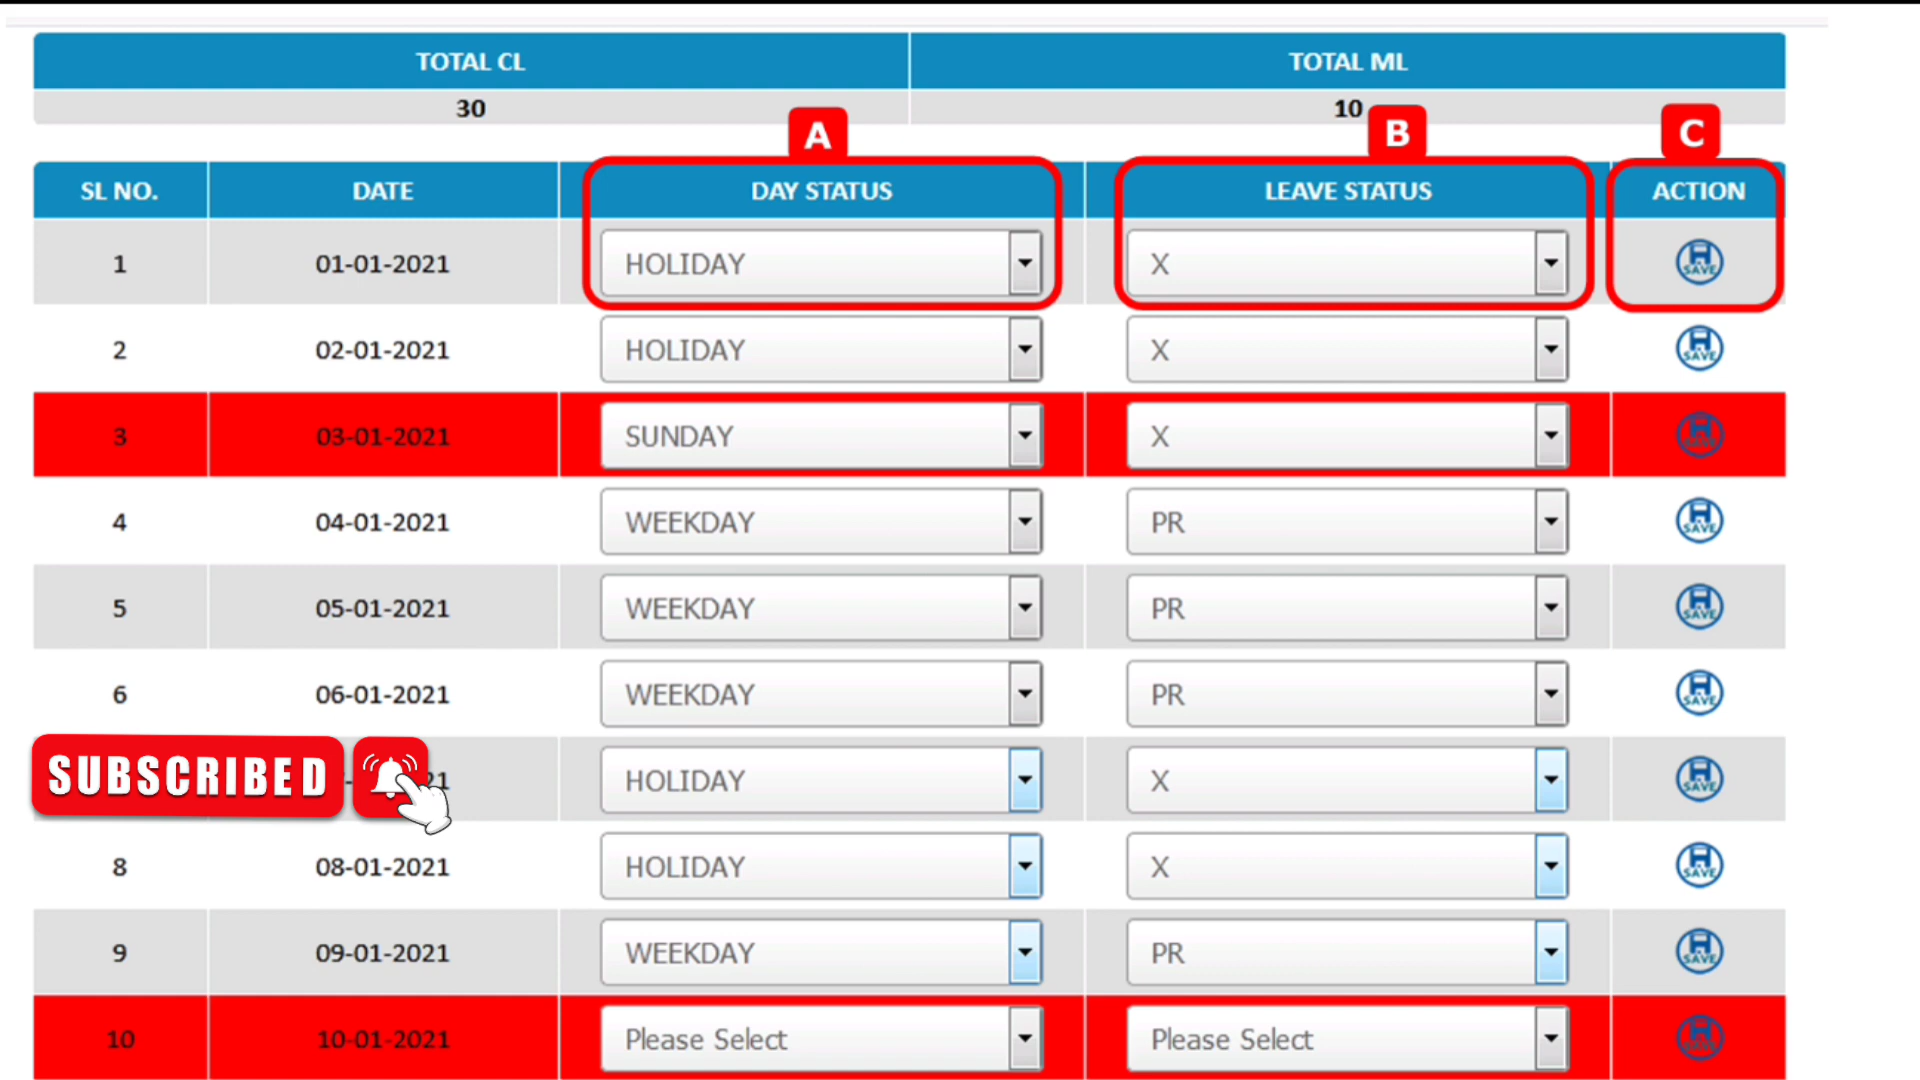 TOTAL CL TOTAL ML
30 10
A B C
SL NO. DATE DAY STATUS LEAVE STATUS ACTION
1 01-01-2021 HOLIDAY X SAVE
2 02-01-2021 HOLIDAY X SAVE
3 03-01-2021 SUNDAY X SAVE
4 04-01-2021 WEEKDAY PR SAVE
5 05-01-2021 WEEKDAY PR SAVE
6 06-01-2021 WEEKDAY PR SAVE
SUBSCRIBED 21 HOLIDAY X SAVE
8 08-01-2021 HOLIDAY X SAVE
9 09-01-2021 WEEKDAY PR SAVE
10 10-01-2021 Please Select Please Select SAVE